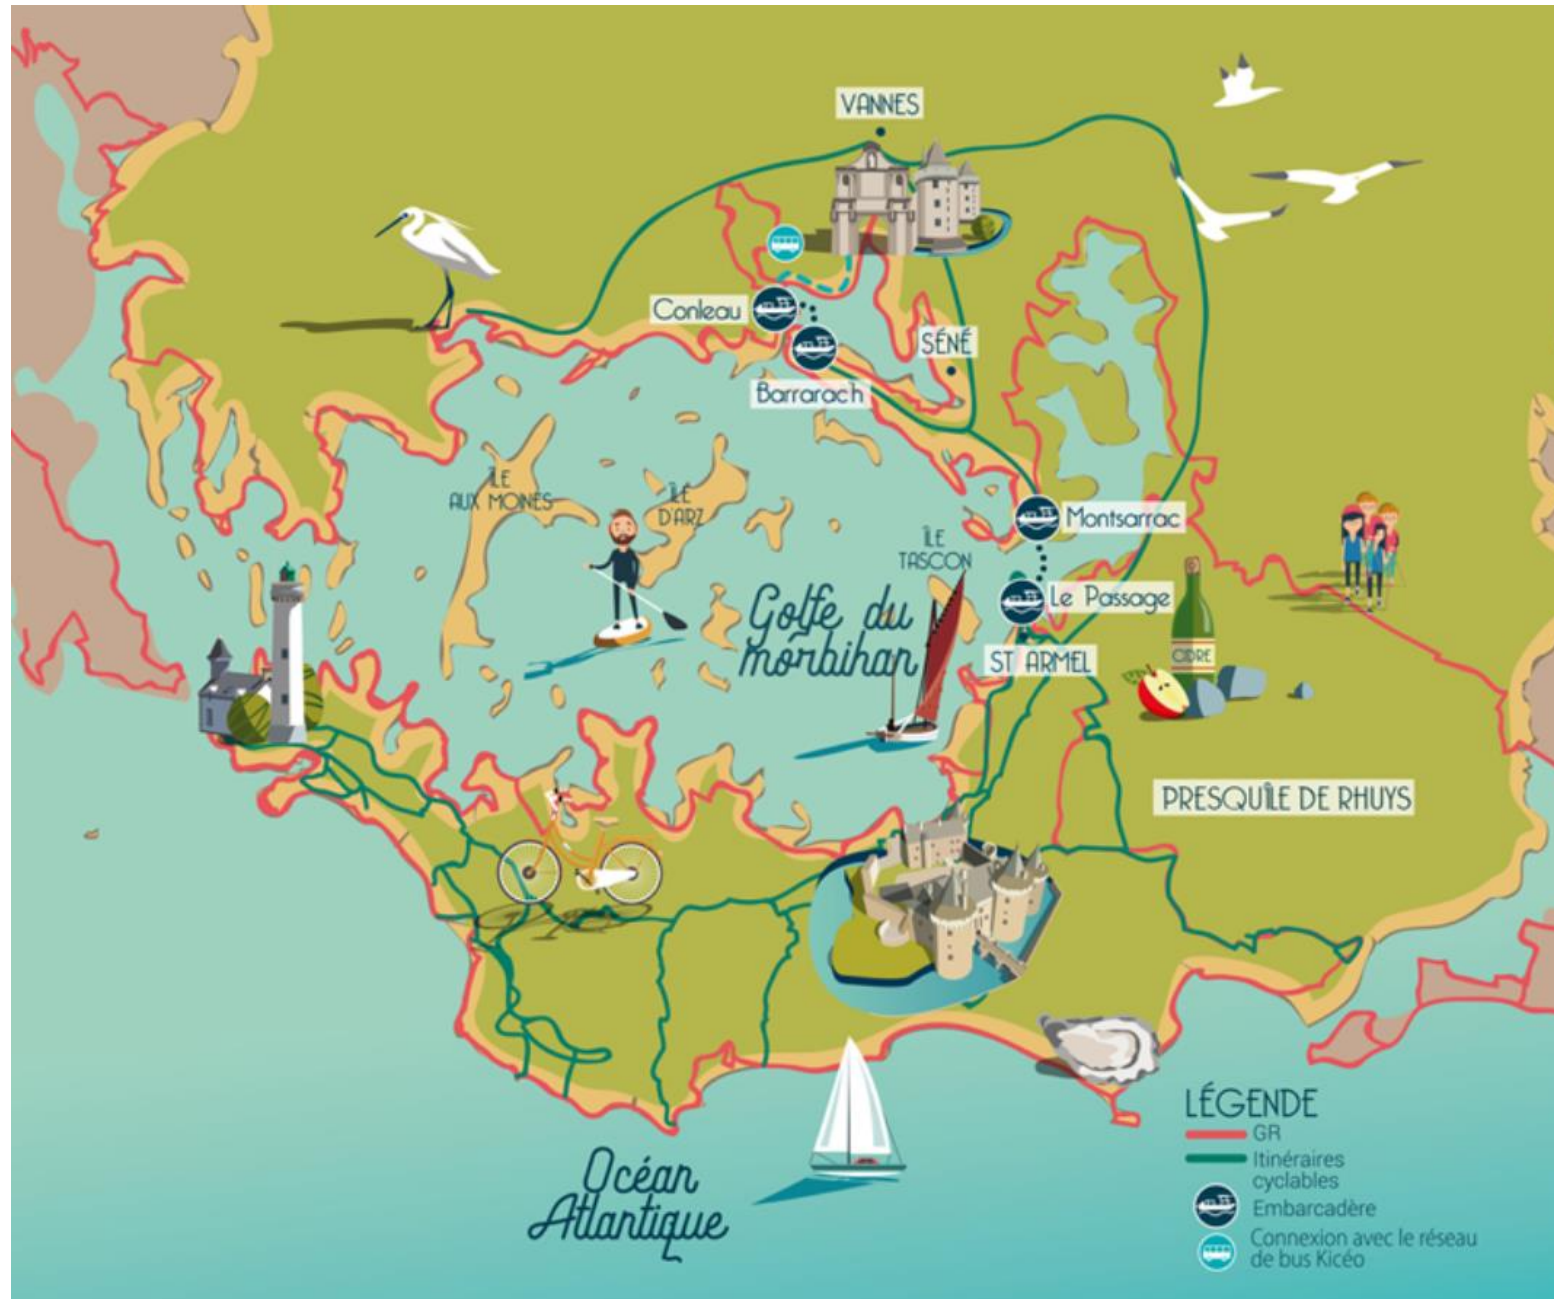 VANNES
Conleau
SÉNÉ
Barrarac'h
ÎLE
AUX MOINES
ÎLE
D'ARZ
Montsarrac
ÎLE
TASCON
Le Passage
Golfe du
morbihan
ST ARMEL
CIDRE
PRESQU'ÎLE DE RHUYS
LÉGENDE
GR
Itinéraires
cyclables
Embarcadère
Connexion avec le réseau
de bus Kicéo
Océan
Atlantique